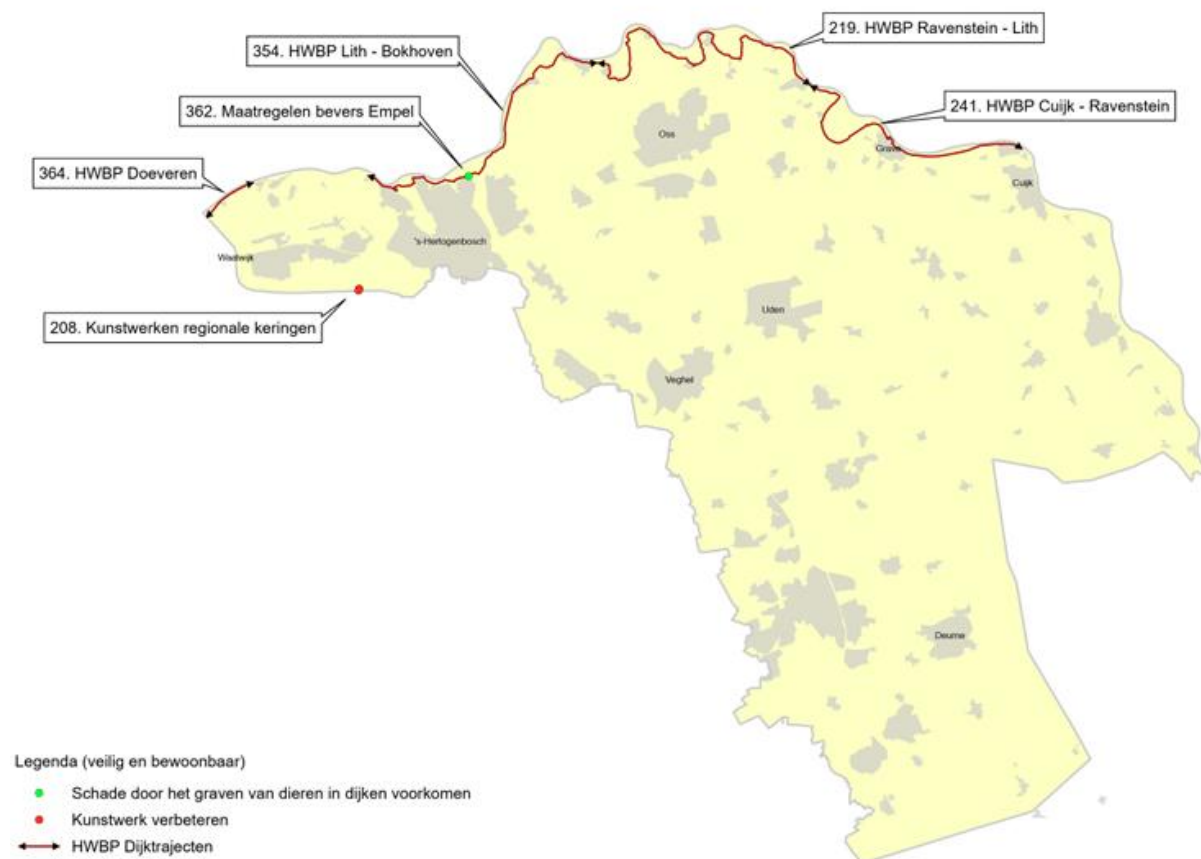 219. HWBP Ravenstein - Lith
354. HWBP Lith - Bokhoven
362. Maatregelen bevers Empel
241. HWBP Cuijk - Ravenstein
Oss
Grave
364. HWBP Doeveren
Cuijk
's-Hertogenbosch
Waalwijk
208. Kunstwerken regionale keringen
Uden
Veghel
Deurne
Legenda (veilig en bewoonbaar)
Schade door het graven van dieren in dijken voorkomen
Kunstwerk verbeteren
HWBP Dijktrajecten